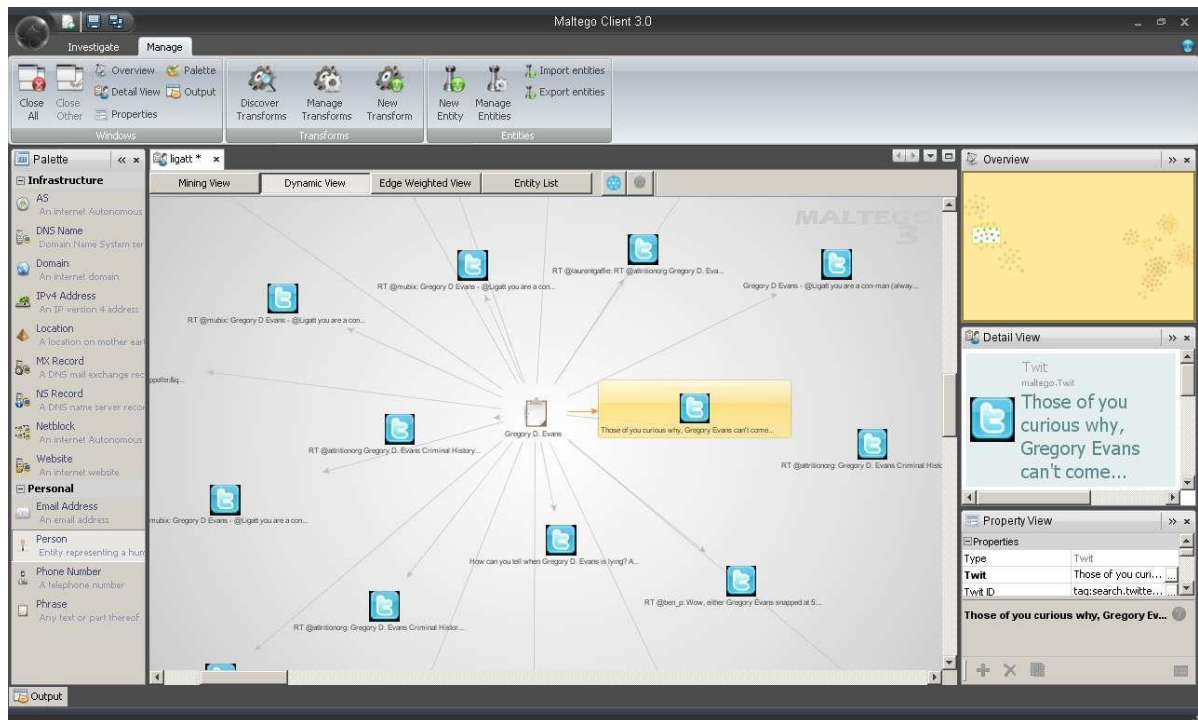 Maltego Client 3.0
Investigate
Manage
Close All
Close Other
Overview
Detail View
Properties
Palette
Output
Windows
Discover Transforms
Manage Transforms
New Transform
Transforms
New Entity
Manage Entities
Import entities
Export entities
Entities
Palette
Infrastructure
AS
An internet Autonomous
DNS Name
Domain Name System ser
Domain
An internet domain
IPv4 Address
An IP version 4 address
Location
A location on mother eart
MX Record
A DNS mail exchange rec
NS Record
A DNS name server recor
Netblock
An internet Autonomous
Website
An internet website
Personal
Email Address
An email address
Person
Entity representing a hum
Phone Number
A telephone number
Phrase
Any text or part thereof
ligatt *
Mining View
Dynamic View
Edge Weighted View
Entity List
MALTEGO 3
RT @mubix: Gregory D Evans - @Ligatt you are a con...
RT @laurentgaffie: RT @attritionorg Gregory D. Eva...
Gregory D Evans - @Ligatt you are a con-man (alway...
RT @mubix: Gregory D Evans - @Ligatt you are a con...
Gregory D. Evans
Those of you curious why, Gregory Evans can't come...
RT @attritionorg Gregory D. Evans Criminal History...
RT @attritionorg: Gregory D. Evans Criminal Histo
mubix: Gregory D Evans - @Ligatt you are a con...
How can you tell when Gregory D. Evans is lying? A...
RT @ben_p: Wow, either Gregory Evans snapped at 5:...
RT @attritionorg: Gregory D. Evans Criminal Histor...
Overview
Detail View
Twit
maltego.Twit
Those of you curious why, Gregory Evans can't come...
Property View
Properties
Type
Twit
Twit
Those of you curi...
Twit ID
tag:search.twitte...
Those of you curious why, Gregory Ev...
Output